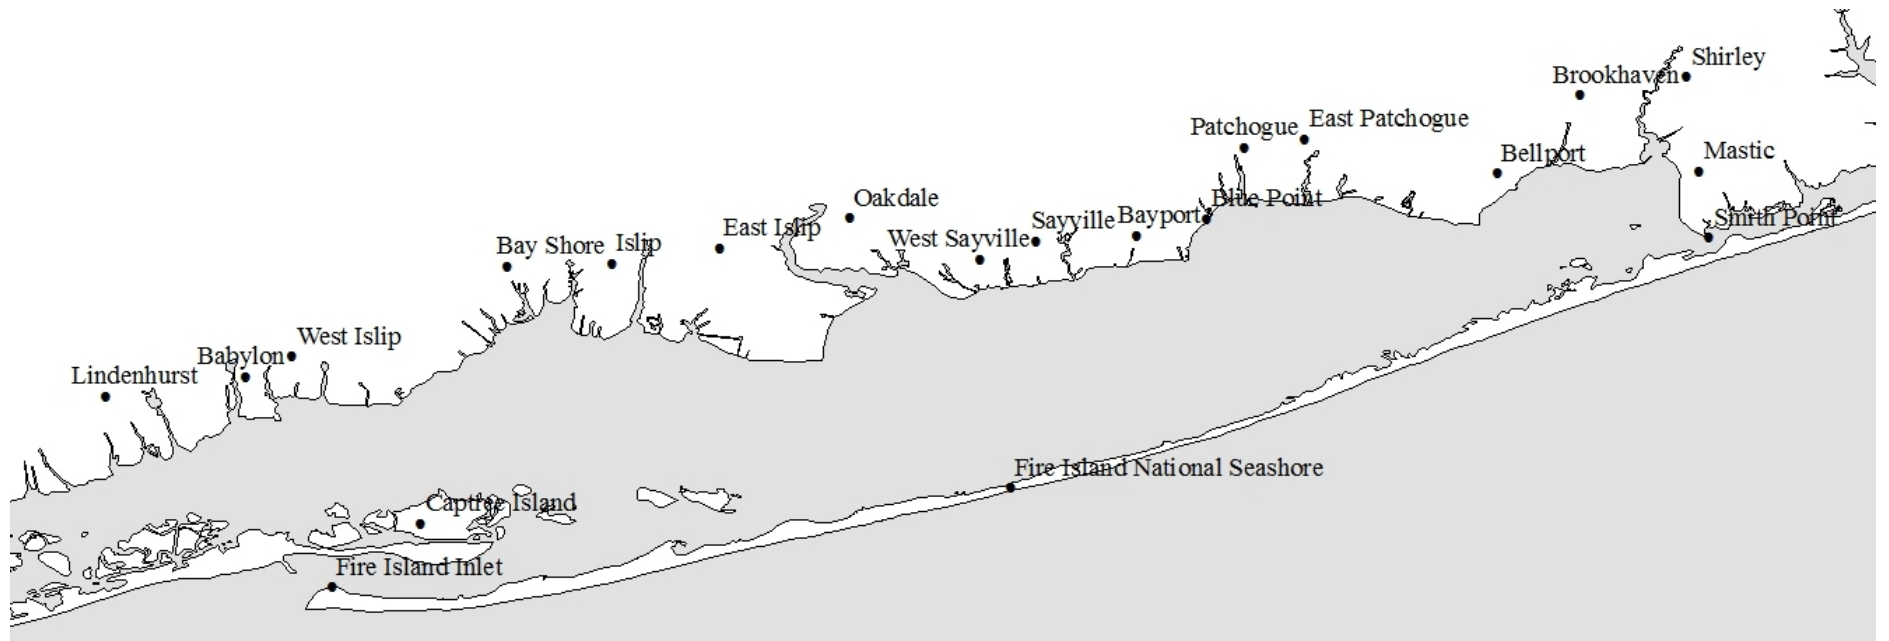 Shirley
Brookhaven
East Patchogue
Patchogue
Mastic
Bellport
Oakdale
Blue Point
Smith Point
Bayport
Sayville
East Islip
West Sayville
Islip
Bay Shore
West Islip
Babylon
Lindenhurst
Fire Island National Seashore
Captree Island
Fire Island Inlet